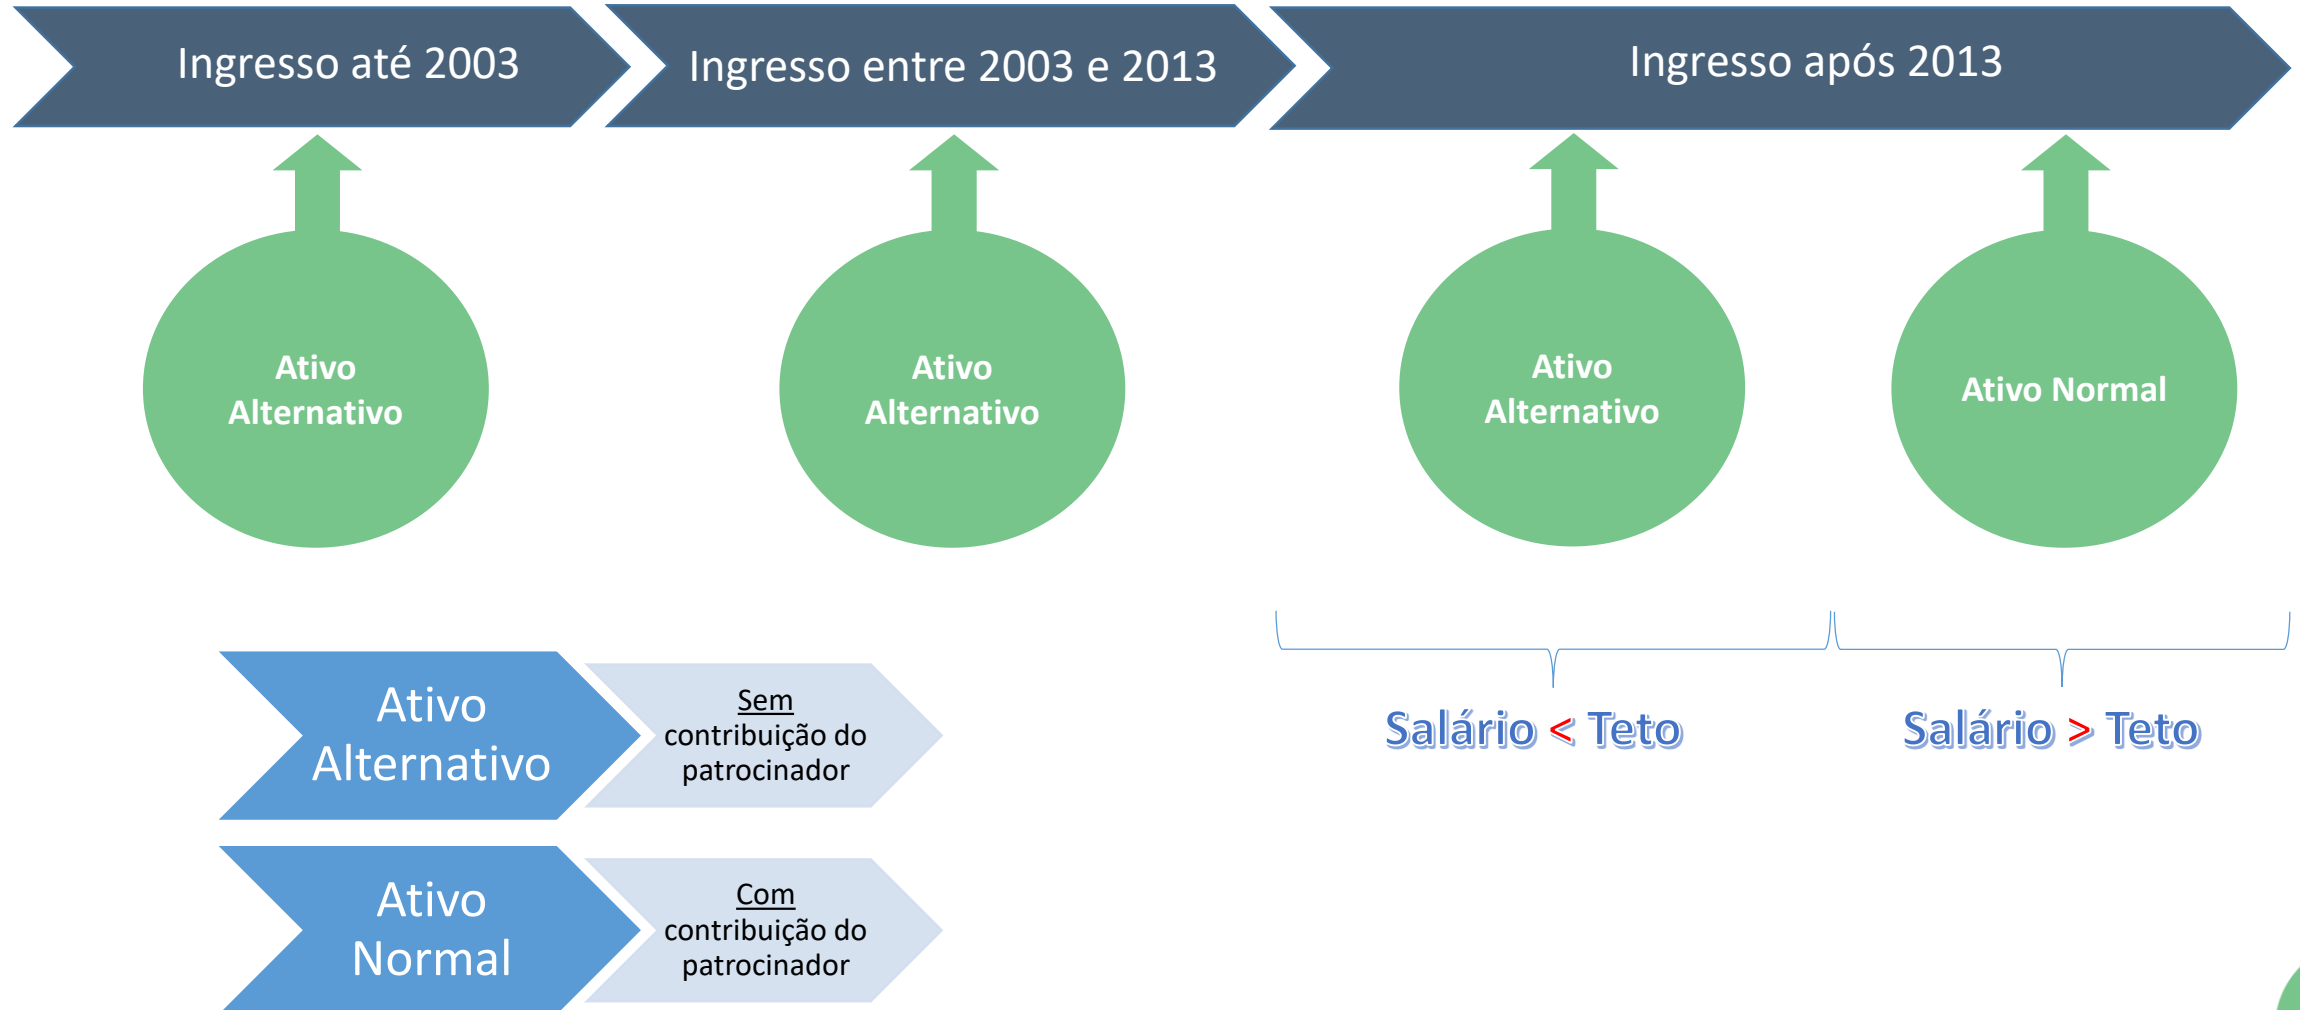 Ingresso até 2003
Ingresso entre 2003 e 2013
Ingresso após 2013
Ativo
Alternativo
Ativo
Alternativo
Ativo
Alternativo
Ativo Normal
Salário < Teto
Salário > Teto
Ativo
Alternativo
Sem
contribuição do
patrocinador
Ativo
Normal
Com
contribuição do
patrocinador